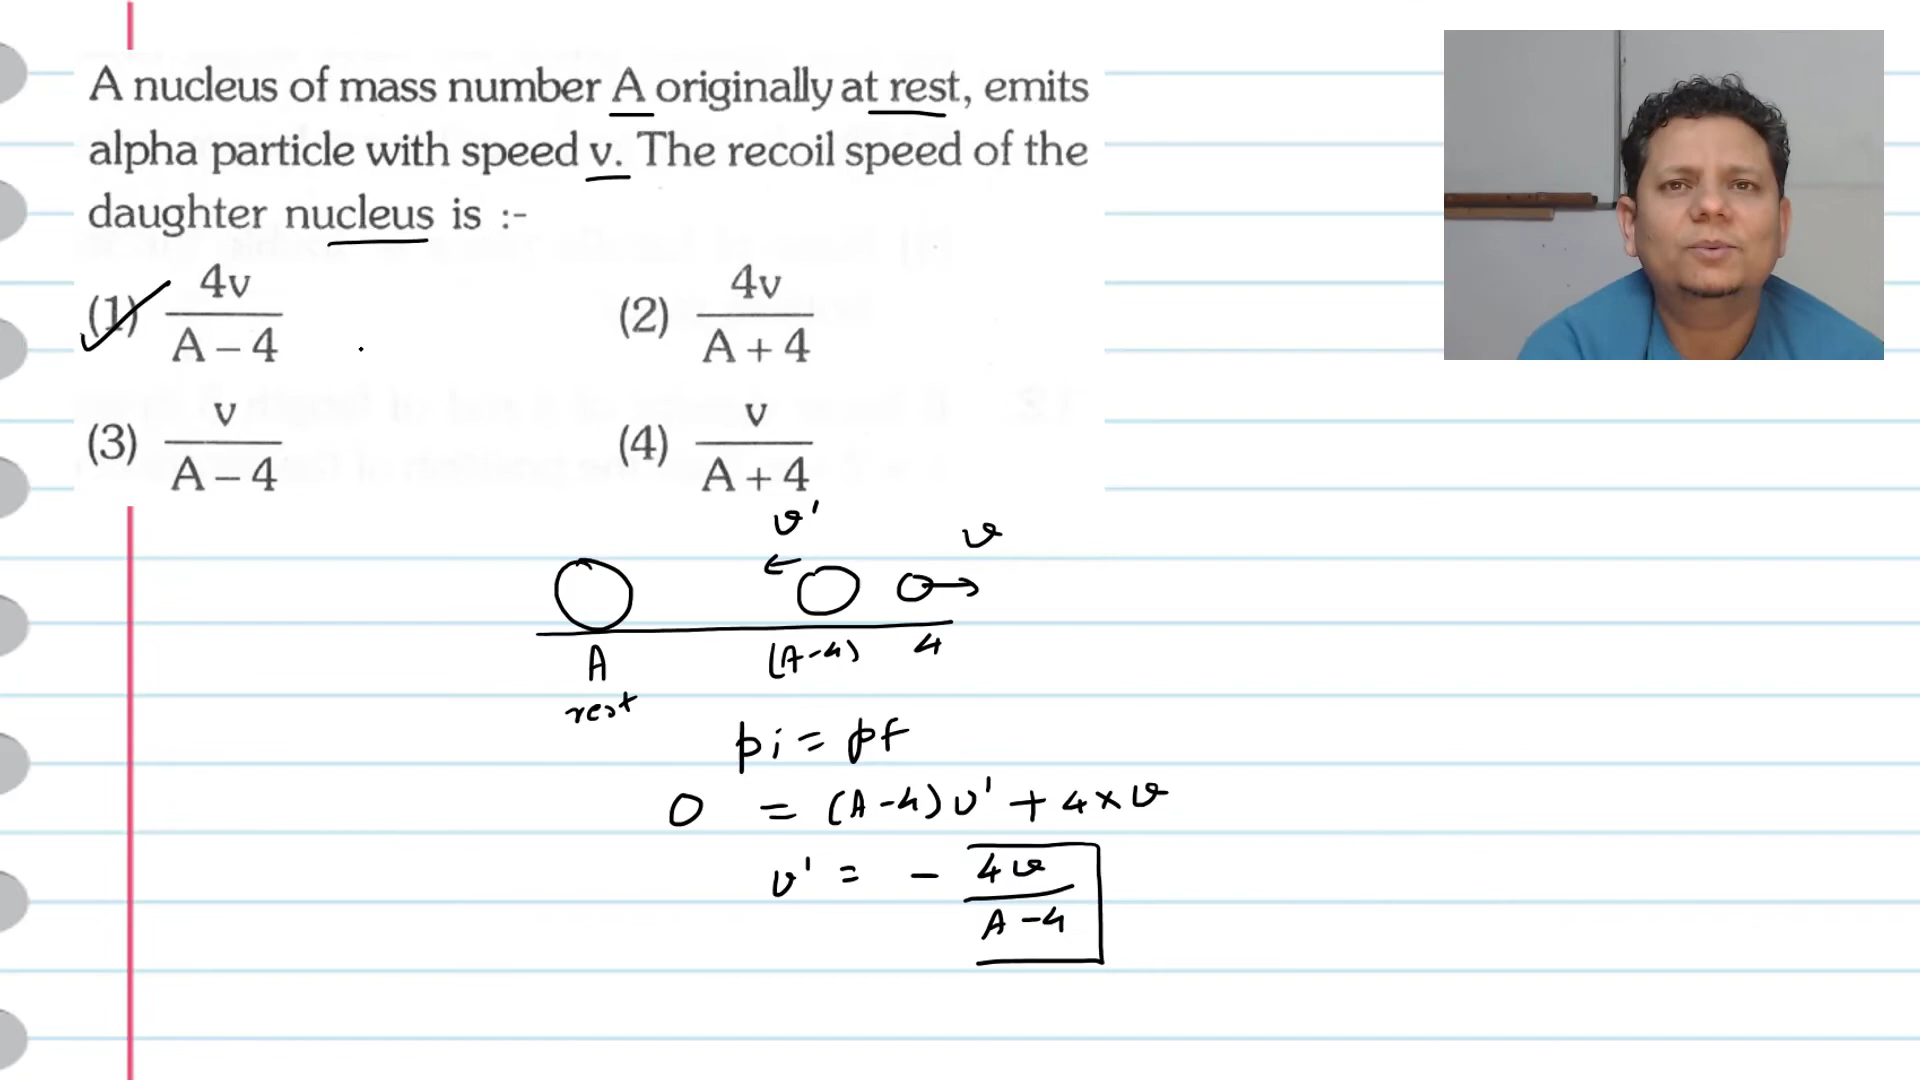 A nucleus of mass number A originally at rest, emits
alpha particle with speed v. The recoil speed of the
daughter nucleus is :-
(1) 4v / A – 4
(2) 4v / A + 4
(3) v / A – 4
(4) v / A + 4
v' v
A (A-4) 4
rest
pi = pf
0 = (A-4) v' + 4 × v
v' = - 4v / A - 4